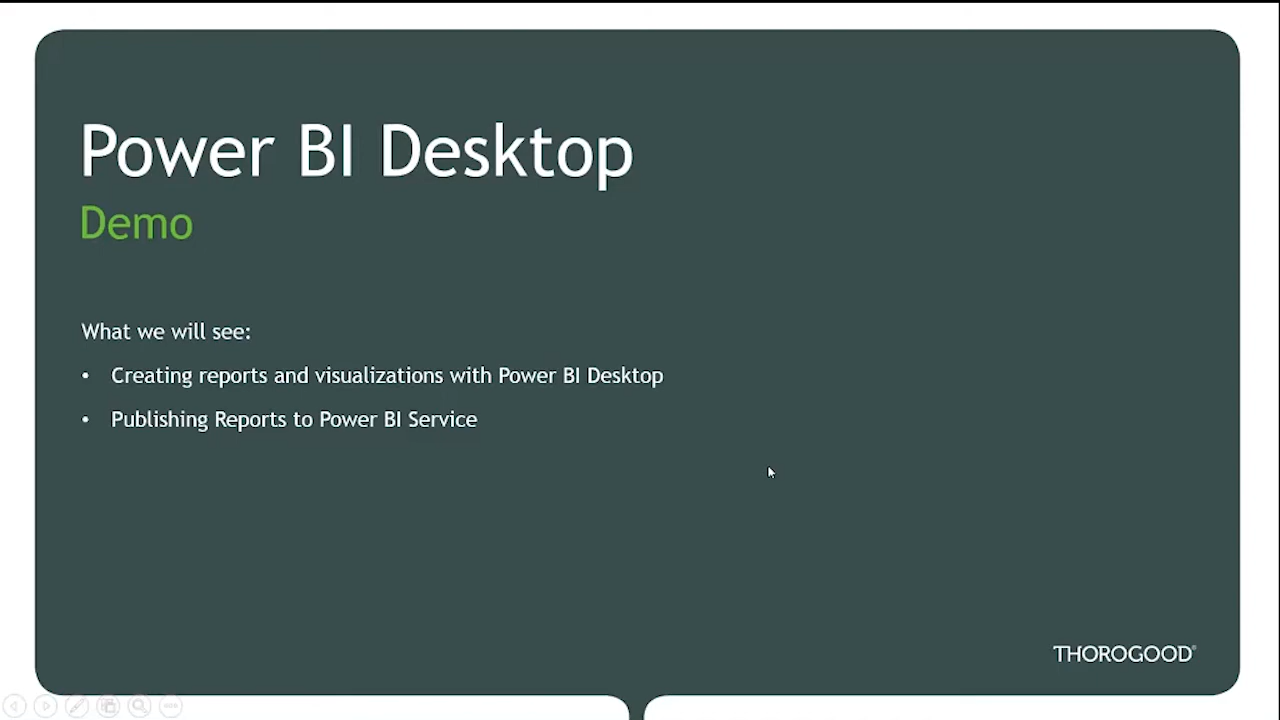 Power BI Desktop
Demo
What we will see:
• Creating reports and visualizations with Power BI Desktop
• Publishing Reports to Power BI Service
THOROGOOD®